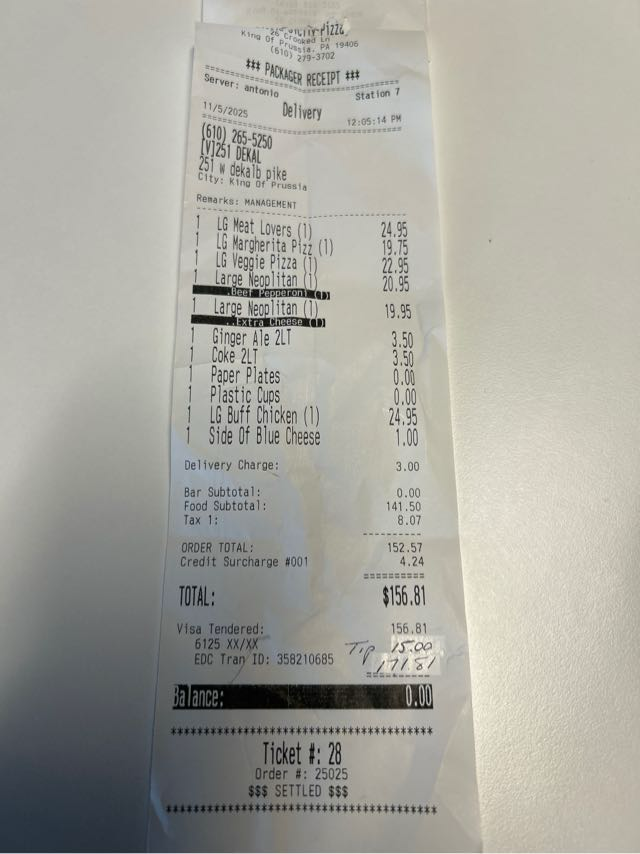 Pizza
26 Crooked Ln
King Of Prussia, PA 19406
(610) 279-3702
*** PACKAGER RECEIPT ***
Server: antonio Station 7
11/5/2025 Delivery 12:05:14 PM
(610) 265-5250
[V]251 DEKAL
251 w dekalb pike
City: King Of Prussia
Remarks: MANAGEMENT
1 LG Meat Lovers (1) 24.95
1 LG Margherita Pizz (1) 19.75
1 LG Veggie Pizza (1) 22.95
1 Large Neoplitan (1) 20.95
..Beef Pepperoni (1)
1 Large Neoplitan (1) 19.95
..Extra Cheese (1)
1 Ginger Ale 2LT 3.50
1 Coke 2LT 3.50
1 Paper Plates 0.00
1 Plastic Cups 0.00
1 LG Buff Chicken (1) 24.95
1 Side Of Blue Cheese 1.00
Delivery Charge: 3.00
Bar Subtotal: 0.00
Food Subtotal: 141.50
Tax 1: 8.07
ORDER TOTAL: 152.57
Credit Surcharge #001 4.24
TOTAL: $156.81
Visa Tendered: 156.81
6125 XX/XX Tip 15.00
EDC Tran ID: 358210685 171.81
Balance: 0.00
Ticket #: 28
Order #: 25025
$$$ SETTLED $$$